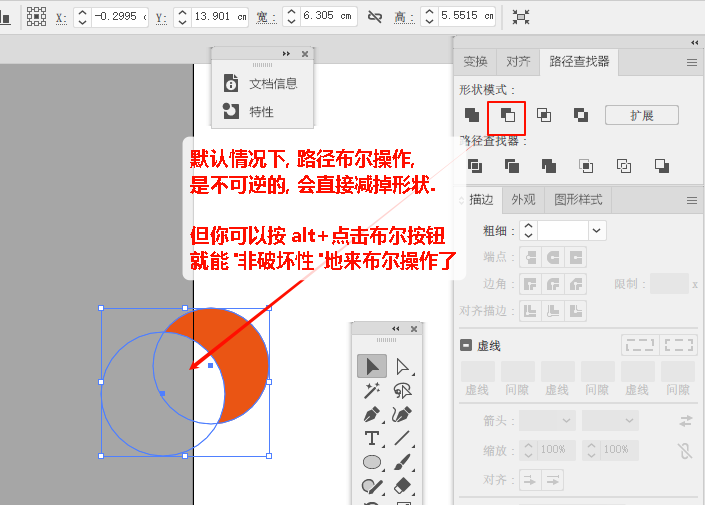 X: -0.2995 Y: 13.901 cm 宽: 6.305 cm 高: 5.5515 cm
变换 对齐 路径查找器
文档信息
特性
形状模式:
扩展
路径查找器:
默认情况下, 路径布尔操作,
是不可逆的, 会直接减掉形状.
但你可以按 alt+点击布尔按钮
就能 "非破坏性 "地来布尔操作了
描边 外观 图形样式
粗细:
端点:
边角: 限制: x
对齐描边:
虚线
虚线 间隙 虚线 间隙 虚线 间隙
箭头:
缩放: 100% 100%
对齐:
T